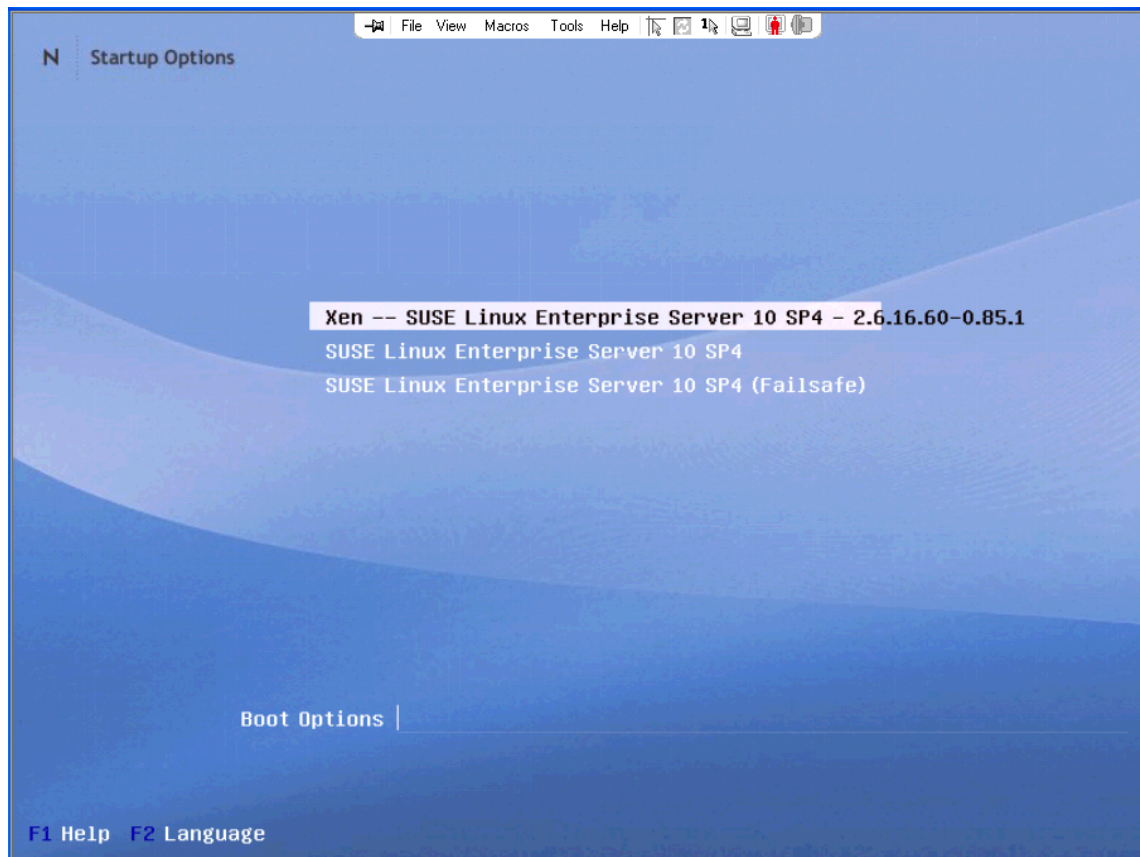 File View Macros Tools Help
N Startup Options
Xen -- SUSE Linux Enterprise Server 10 SP4 - 2.6.16.60-0.85.1
SUSE Linux Enterprise Server 10 SP4
SUSE Linux Enterprise Server 10 SP4 (Failsafe)
Boot Options
F1 Help F2 Language